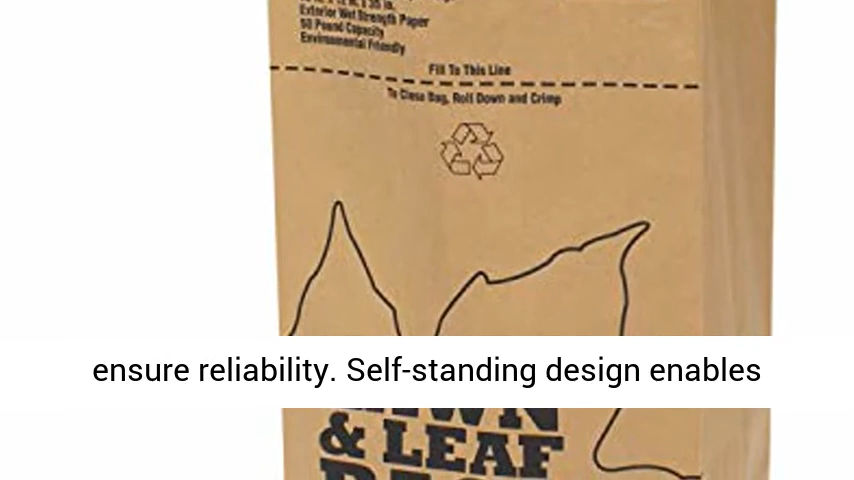 Exterior Wet Strength Paper
50 Pound Capacity
Environmental Friendly
Fill To This Line
To Close Bag, Roll Down and Crimp
ensure reliability. Self-standing design enables
& LEAF